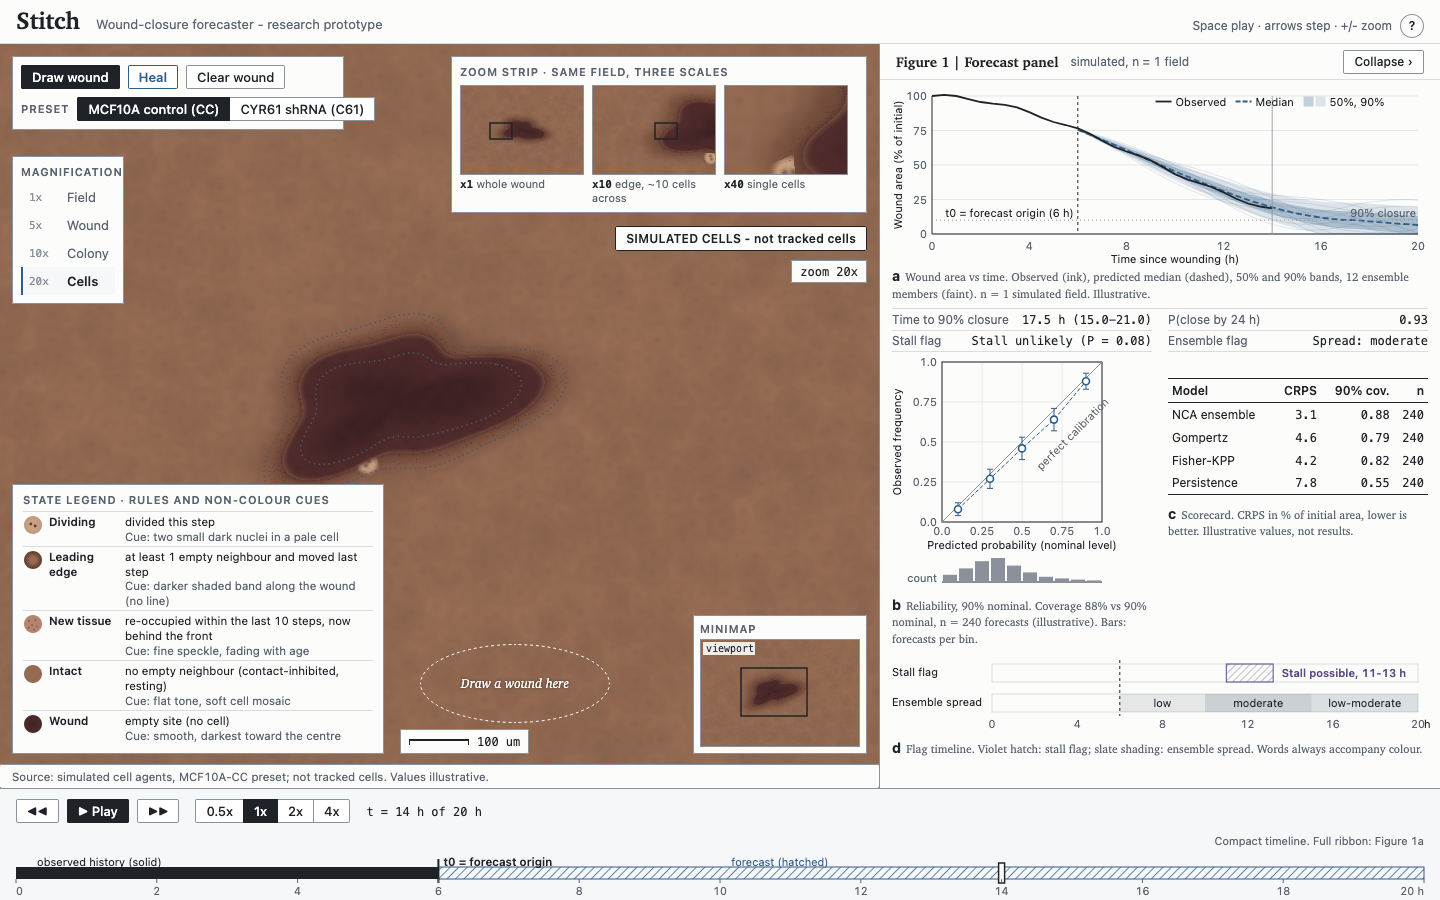 Stitch
Wound-closure forecaster - research prototype
Space play · arrows step · +/- zoom
?
Draw wound
Heal
Clear wound
PRESET
MCF10A control (CC)
CYR61 shRNA (C61)
MAGNIFICATION
1x Field
5x Wound
10x Colony
20x Cells
ZOOM STRIP · SAME FIELD, THREE SCALES
x1 whole wound
x10 edge, ~10 cells
across
x40 single cells
SIMULATED CELLS - not tracked cells
zoom 20x
STATE LEGEND · RULES AND NON-COLOUR CUES
Dividing
divided this step
Cue: two small dark nuclei in a pale cell
Leading
edge
at least 1 empty neighbour and moved last
step
Cue: darker shaded band along the wound
(no line)
New tissue
re-occupied within the last 10 steps, now
behind the front
Cue: fine speckle, fading with age
Intact
no empty neighbour (contact-inhibited,
resting)
Cue: flat tone, soft cell mosaic
Wound
empty site (no cell)
Cue: smooth, darkest toward the centre
Draw a wound here
100 um
MINIMAP
viewport
Source: simulated cell agents, MCF10A-CC preset; not tracked cells. Values illustrative.
Figure 1 | Forecast panel
simulated, n = 1 field
Collapse ›
Wound area (% of initial)
100
75
50
25
0
Observed
Median
50%, 90%
t0 = forecast origin (6 h)
90% closure
0 4 8 12 16 20
Time since wounding (h)
a Wound area vs time. Observed (ink), predicted median (dashed), 50% and 90% bands, 12 ensemble
members (faint). n = 1 simulated field. Illustrative.
Time to 90% closure 17.5 h (15.0–21.0)
P(close by 24 h) 0.93
Stall flag Stall unlikely (P = 0.08)
Ensemble flag Spread: moderate
Observed frequency
1.0
0.75
0.5
0.25
0.0
perfect calibration
0.0 0.25 0.5 0.75 1.0
Predicted probability (nominal level)
count
b Reliability, 90% nominal. Coverage 88% vs 90%
nominal, n = 240 forecasts (illustrative). Bars:
forecasts per bin.
Model CRPS 90% cov. n
NCA ensemble 3.1 0.88 240
Gompertz 4.6 0.79 240
Fisher-KPP 4.2 0.82 240
Persistence 7.8 0.55 240
c Scorecard. CRPS in % of initial area, lower is
better. Illustrative values, not results.
Stall flag
Stall possible, 11-13 h
Ensemble spread
low
moderate
low-moderate
0 4 8 12 16 20h
d Flag timeline. Violet hatch: stall flag; slate shading: ensemble spread. Words always accompany colour.
◀◀
▶ Play
▶▶
0.5x 1x 2x 4x
t = 14 h of 20 h
Compact timeline. Full ribbon: Figure 1a
observed history (solid)
t0 = forecast origin
forecast (hatched)
0 2 4 6 8 10 12 14 16 18 20 h